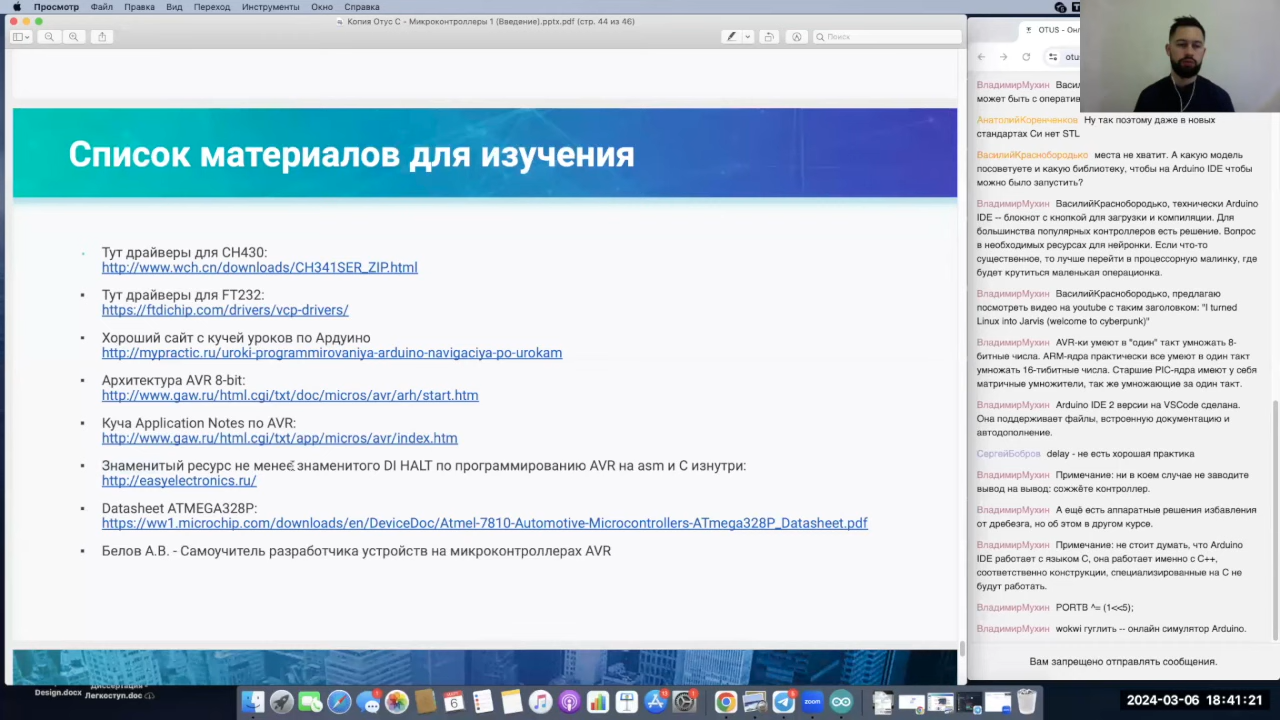 Просмотр Файл Правка Вид Переход Инструменты Окно Справка
Копия Отус С - Микроконтроллеры 1 (Введение).pptx.pdf (стр. 44 из 46)
Поиск
Список материалов для изучения
Тут драйверы для CH430:
http://www.wch.cn/downloads/CH341SER_ZIP.html
Тут драйверы для FT232:
https://ftdichip.com/drivers/vcp-drivers/
Хороший сайт с кучей уроков по Ардуино
http://mypractic.ru/uroki-programmirovaniya-arduino-navigaciya-po-urokam
Архитектура AVR 8-bit:
http://www.gaw.ru/html.cgi/txt/doc/micros/avr/arh/start.htm
Куча Application Notes по AVR:
http://www.gaw.ru/html.cgi/txt/app/micros/avr/index.htm
Знаменитый ресурс не менее знаменитого DI HALT по программированию AVR на asm и C изнутри:
http://easyelectronics.ru/
Datasheet ATMEGA328P:
https://ww1.microchip.com/downloads/en/DeviceDoc/Atmel-7810-Automotive-Microcontrollers-ATmega328P_Datasheet.pdf
Белов А.В. - Самоучитель разработчика устройств на микроконтроллерах AVR
OTUS - Он
otus
ВладимирМухин Васил
может быть с оператив
АнатолийКоренченков Ну так поэтому даже в новых
стандартах Си нет STL
ВасилийКраснобородько места не хватит. А какую модель
посоветуете и какую библиотеку, чтобы на Arduino IDE чтобы
можно было запустить?
ВладимирМухин ВасилийКраснобородько, технически Arduino
IDE -- блокнот с кнопкой для загрузки и компиляции. Для
большинства популярных контроллеров есть решение. Вопрос
в необходимых ресурсах для нейронки. Если что-то
существенное, то лучше перейти в процессорную малинку, где
будет крутиться маленькая операционка.
ВладимирМухин ВасилийКраснобородько, предлагаю
посмотреть видео на youtube с таким заголовком: "I turned
Linux into Jarvis (welcome to cyberpunk)"
ВладимирМухин AVR-ки умеют в "один" такт умножать 8-
битные числа. ARM-ядра практически все умеют в один такт
умножать 16-тибитные числа. Старшие PIC-ядра имеют у себя
матричные умножители, так же умножающие за один такт.
ВладимирМухин Arduino IDE 2 версии на VSCode сделана.
Она поддерживает файлы, встроенную документацию и
автодополнение.
СергейБобров delay - не есть хорошая практика
ВладимирМухин Примечание: ни в коем случае не заводите
вывод на вывод: сожжёте контроллер.
ВладимирМухин А ещё есть аппаратные решения избавления
от дребезга, но об этом в другом курсе.
ВладимирМухин Примечание: не стоит думать, что Arduino
IDE работает с языком С, она работает именно с С++,
соответственно конструкции, специализированные на С не
будут работать.
ВладимирМухин PORTB ^= (1<<5);
ВладимирМухин wokwi гуглить -- онлайн симулятор Arduino.
Вам запрещено отправлять сообщения.
Design.docx
Легкоступ.doc
zoom
2024-03-06 18:41:21